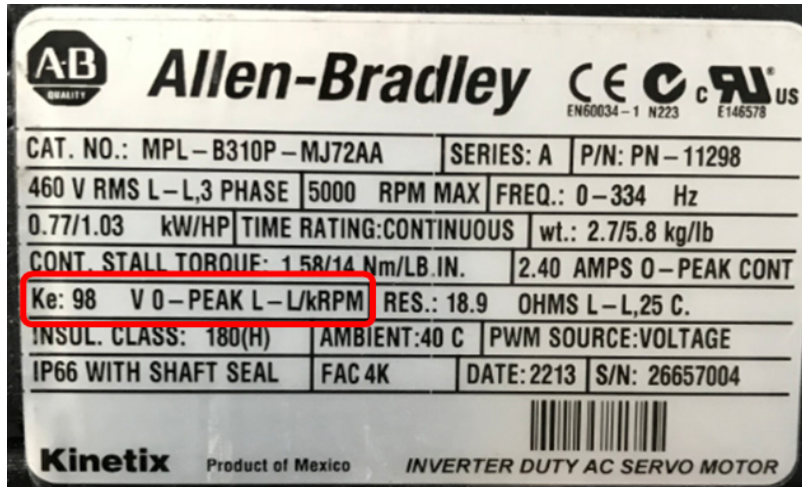 A-B
QUALITY
Allen-Bradley
CE
EN60034-1 N223
c RU US
E146578
CAT. NO.: MPL-B310P-MJ72AA SERIES: A P/N: PN-11298
460 V RMS L-L,3 PHASE 5000 RPM MAX FREQ.: 0-334 Hz
0.77/1.03 kW/HP TIME RATING:CONTINUOUS wt.: 2.7/5.8 kg/lb
CONT. STALL TORQUE: 1.58/14 Nm/LB.IN. 2.40 AMPS 0-PEAK CONT
Ke: 98 V 0-PEAK L-L/kRPM RES.: 18.9 OHMS L-L,25 C.
INSUL. CLASS: 180(H) AMBIENT:40 C PWM SOURCE:VOLTAGE
IP66 WITH SHAFT SEAL FAC 4K DATE:2213 S/N: 26657004
Kinetix Product of Mexico INVERTER DUTY AC SERVO MOTOR